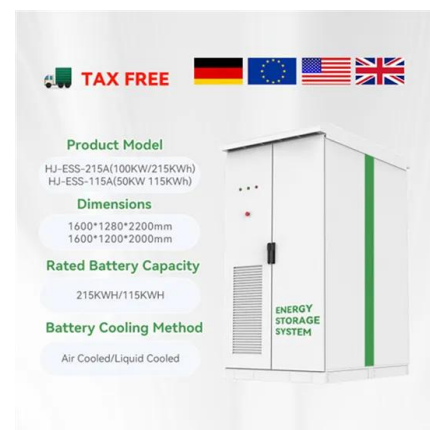 TAX FREE
Product Model
HJ-ESS-215A(100KW/215KWh)
HJ-ESS-115A(50KW 115KWh)
Dimensions
1600*1280*2200mm
1600*1200*2000mm
Rated Battery Capacity
215KWH/115KWH
Battery Cooling Method
Air Cooled/Liquid Cooled
ENERGY
STORAGE
SYSTEM